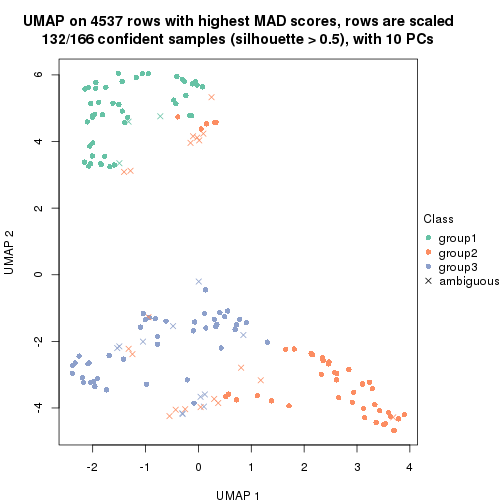 UMAP on 4537 rows with highest MAD scores, rows are scaled
132/166 confident samples (silhouette > 0.5), with 10 PCs
6
4
2
0
-2
-4
UMAP 2
-2
-1
0
1
2
3
4
UMAP 1
Class
group1
group2
group3
ambiguous